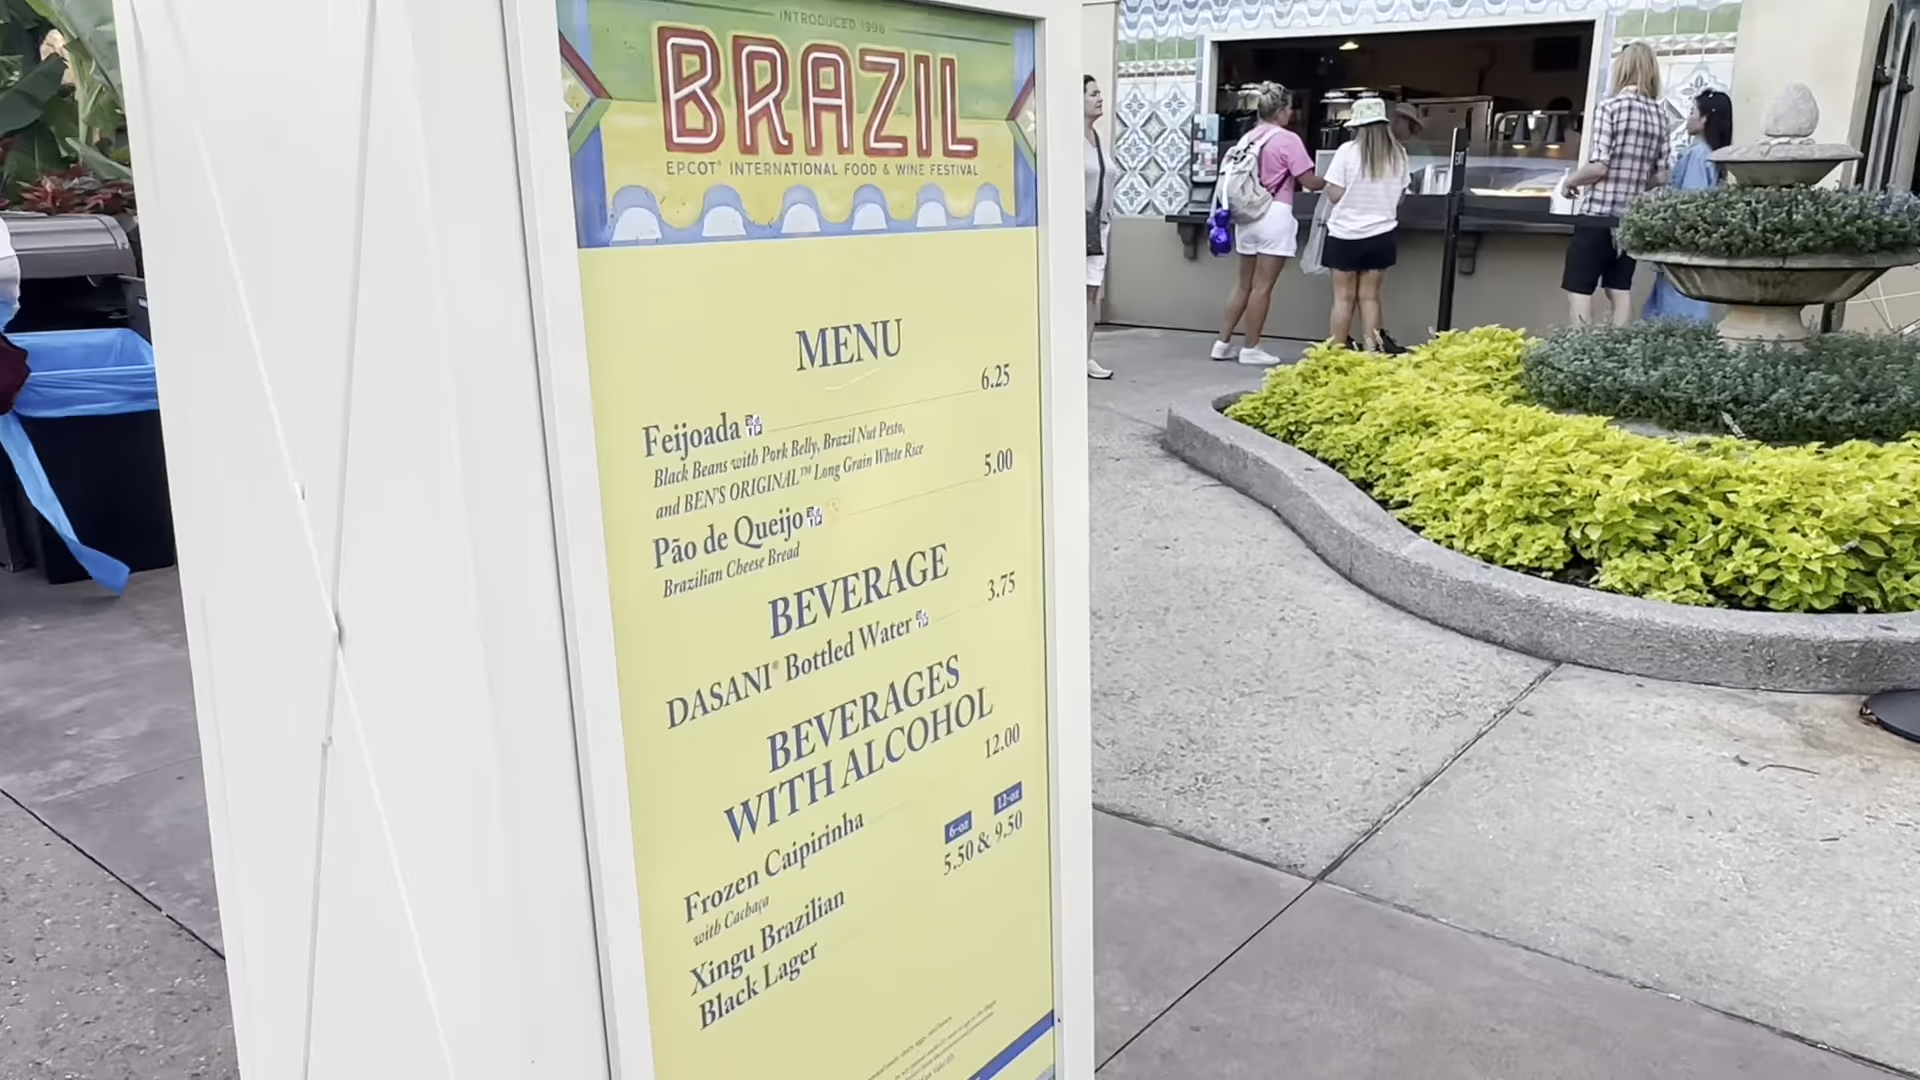 INTRODUCED 1998
BRAZIL
EPCOT® INTERNATIONAL FOOD & WINE FESTIVAL
MENU
Feijoada 6.25
Black Beans with Pork Belly, Brazil Nut Pesto,
and BEN'S ORIGINAL™ Long Grain White Rice
Pão de Queijo 5.00
Brazilian Cheese Bread
BEVERAGE
DASANI® Bottled Water 3.75
BEVERAGES
WITH ALCOHOL
Frozen Caipirinha 12.00
with Cachaça
6-oz 12-oz
Xingu Brazilian 5.50 & 9.50
Black Lager
EXIT